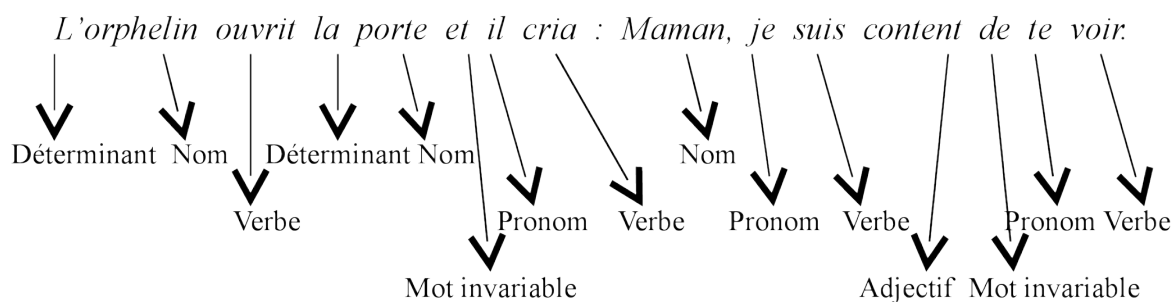 L'orphelin ouvrit la porte et il cria : Maman, je suis content de te voir.
Déterminant Nom Déterminant Nom Nom
Verbe Pronom Verbe Pronom Verbe Pronom Verbe
Mot invariable Adjectif Mot invariable